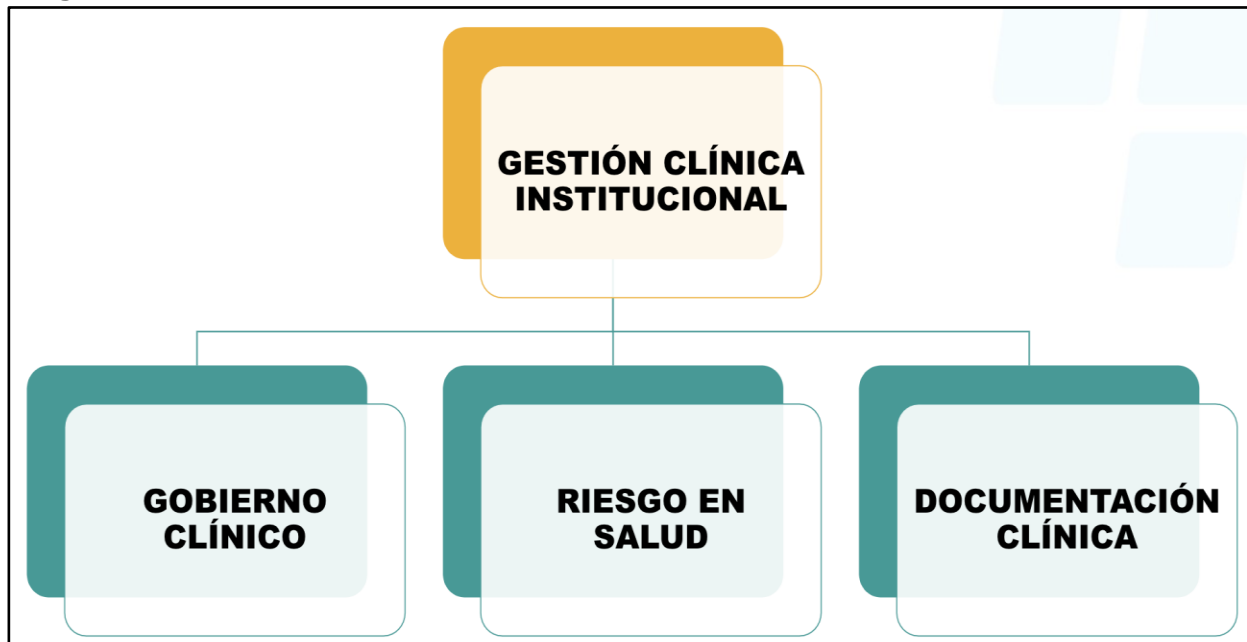 GESTIÓN CLÍNICA
INSTITUCIONAL
GOBIERNO
CLÍNICO
RIESGO EN
SALUD
DOCUMENTACIÓN
CLÍNICA